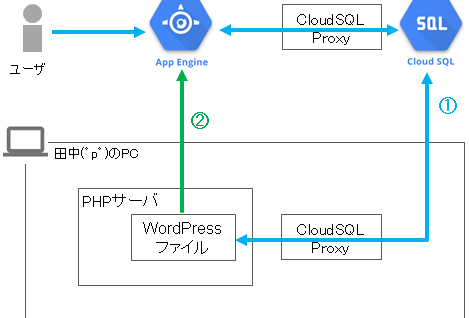 CloudSQL
Proxy
SQL
ユーザ
App Engine
Cloud SQL
①
②
田中(ﾟpﾟ)のPC
PHPサーバ
WordPress
ファイル
CloudSQL
Proxy